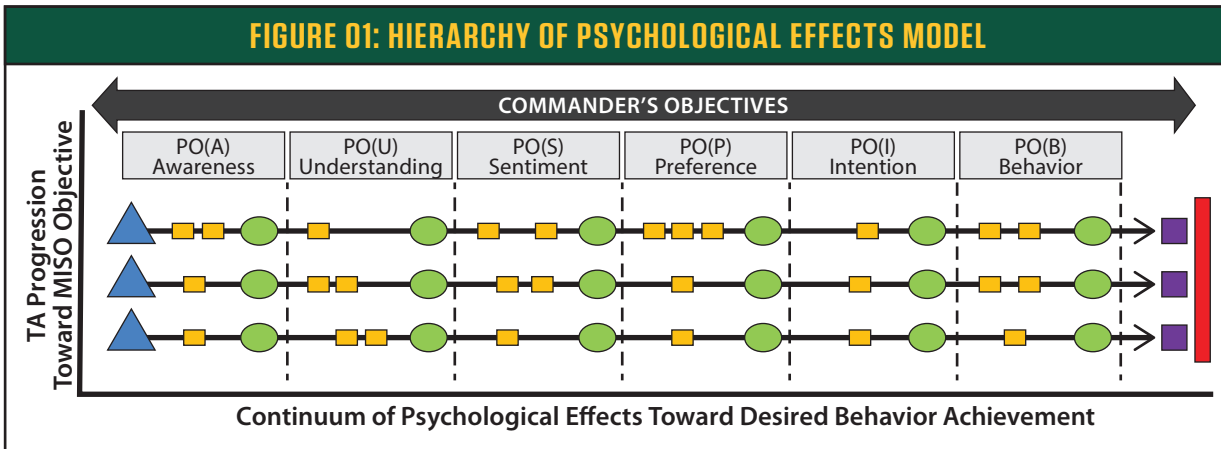 FIGURE 01: HIERARCHY OF PSYCHOLOGICAL EFFECTS MODEL
COMMANDER'S OBJECTIVES
PO(A)
Awareness
PO(U)
Understanding
PO(S)
Sentiment
PO(P)
Preference
PO(I)
Intention
PO(B)
Behavior
TA Progression
Toward MISO Objective
Continuum of Psychological Effects Toward Desired Behavior Achievement